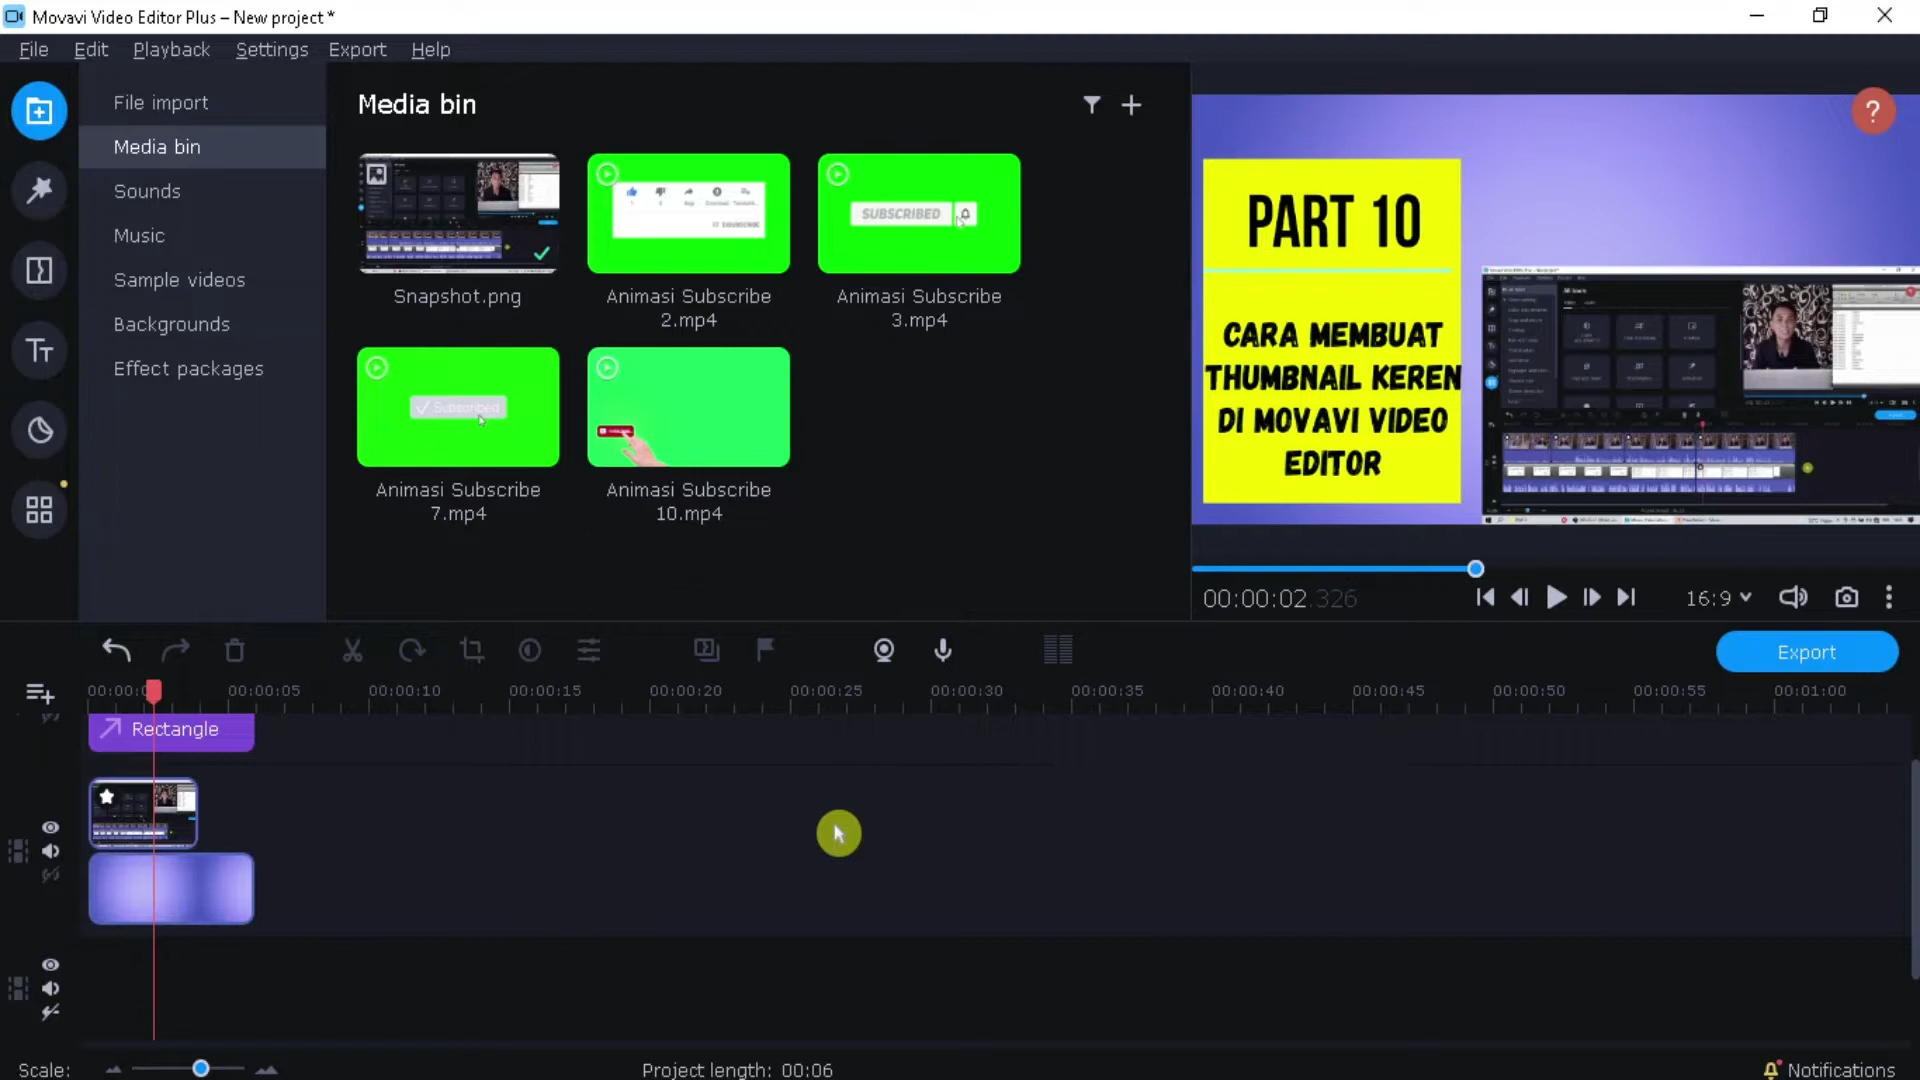 Movavi Video Editor Plus – New project *
File Edit Playback Settings Export Help
File import
Media bin
Sounds
Music
Sample videos
Backgrounds
Effect packages
Media bin
Snapshot.png
Animasi Subscribe
2.mp4
SUBSCRIBED
Animasi Subscribe
3.mp4
Subscribed
Animasi Subscribe
7.mp4
Animasi Subscribe
10.mp4
?
PART 10
CARA MEMBUAT
THUMBNAIL KEREN
DI MOVAVI VIDEO
EDITOR
00:00:02.326
16:9
Export
00:00:0 00:00:05 00:00:10 00:00:15 00:00:20 00:00:25 00:00:30 00:00:35 00:00:40 00:00:45 00:00:50 00:00:55 00:01:00
Rectangle
Scale:
Project length: 00:06
Notifications